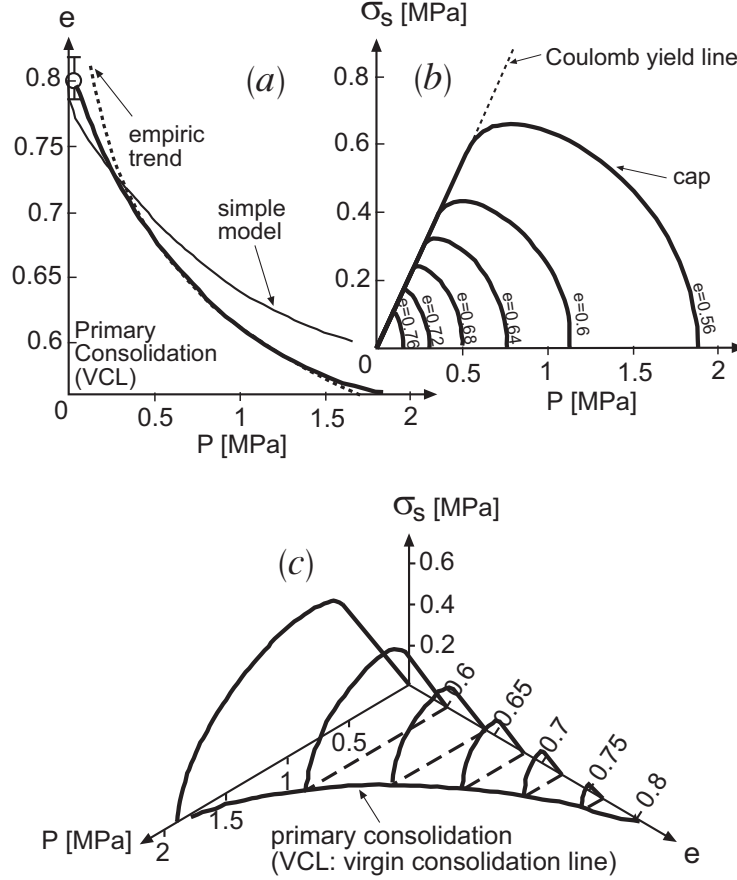 e
(a)
0.8
0.75
0.7
0.65
0.6
empiric
trend
simple
model
Primary
Consolidation
(VCL)
0
0.5
1
1.5
2
P [MPa]
σs [MPa]
(b)
Coulomb yield line
cap
0.8
0.6
0.4
0.2
e=0.76
e=0.72
e=0.68
e=0.64
e=0.6
e=0.56
0
0.5
1
1.5
2
P [MPa]
σs [MPa]
(c)
0.6
0.4
0.2
0.6
0.65
0.7
0.75
0.8
e
0.5
1
1.5
2
P [MPa]
primary consolidation
(VCL: virgin consolidation line)